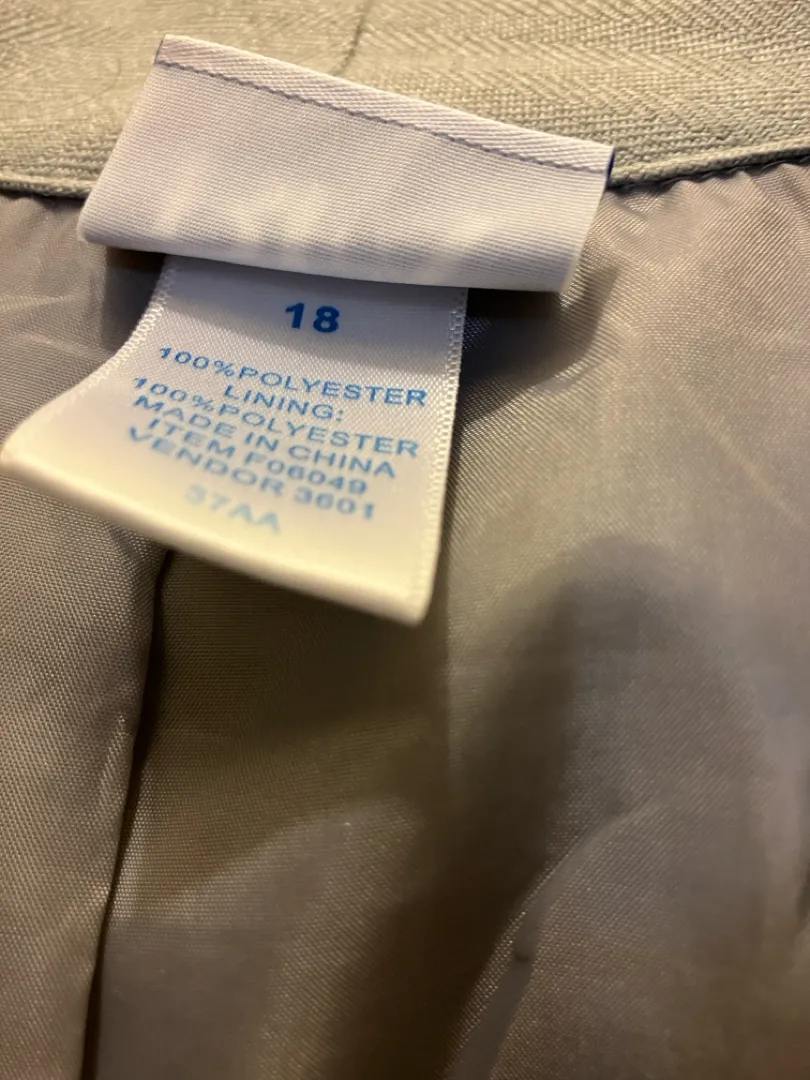 18
100%POLYESTER
LINING:
100%POLYESTER
MADE IN CHINA
ITEM F06049
VENDOR 3601
37AA